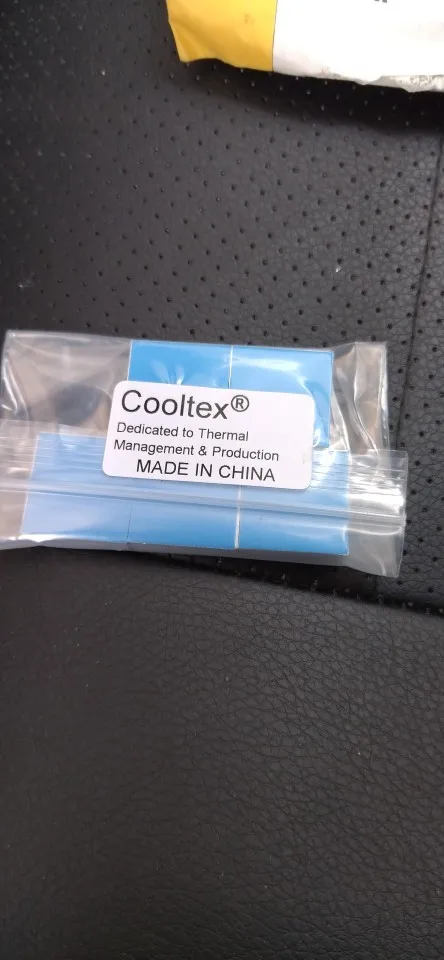 Cooltex®
Dedicated to Thermal
Management & Production
MADE IN CHINA